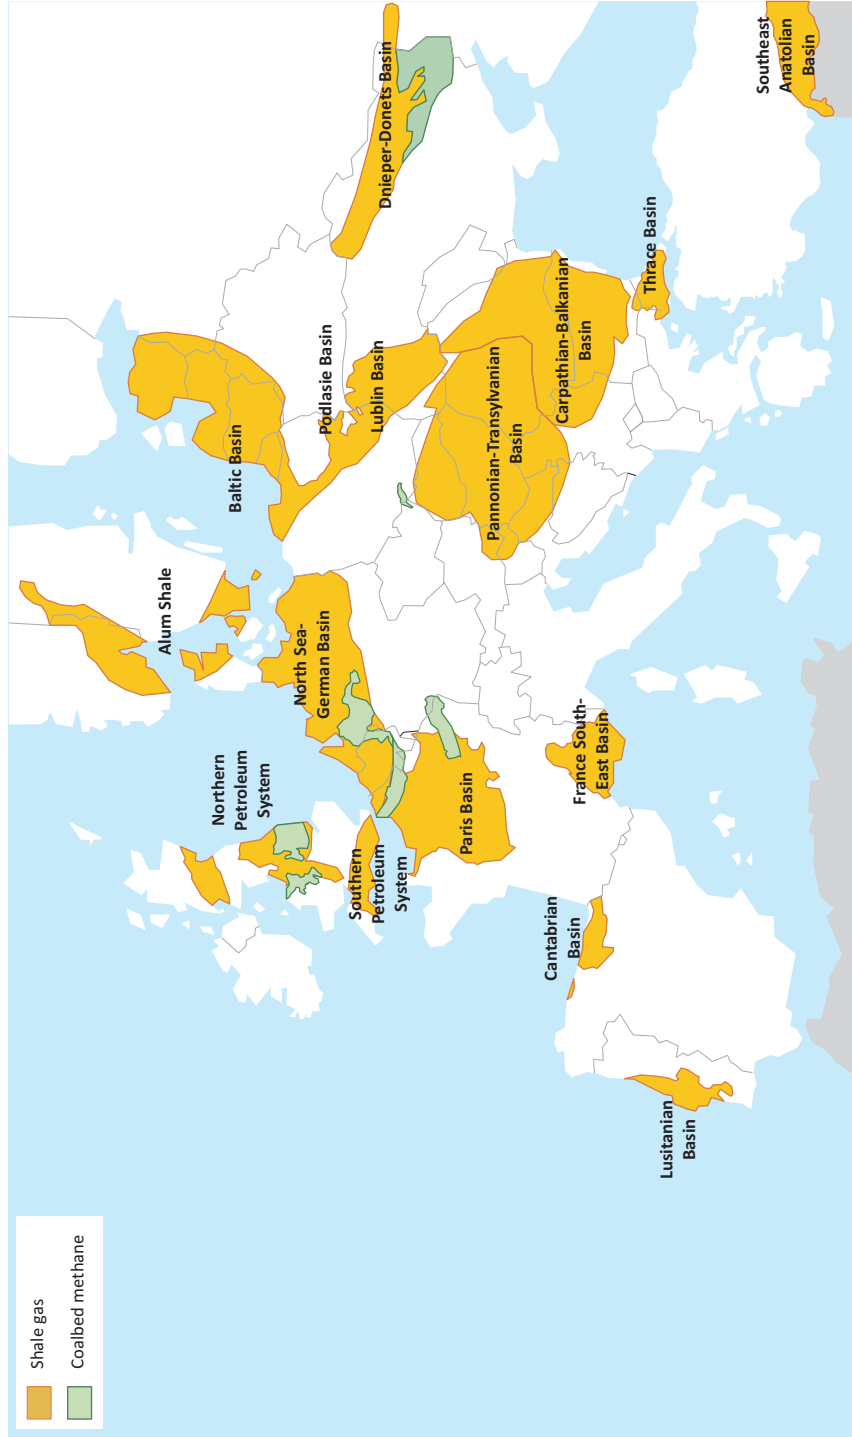 Shale gas
Coalbed methane
Alum Shale
Northern
Petroleum
System
Baltic Basin
North Sea-
German Basin
Podlasie Basin
Lublin Basin
Dnieper-Donets Basin
Southern
Petroleum
System
Paris Basin
Pannonian-Transylvanian
Basin
Carpathian-Balkanian
Basin
Cantabrian
Basin
France South-
East Basin
Thrace Basin
Lusitanian
Basin
Southeast
Anatolian
Basin